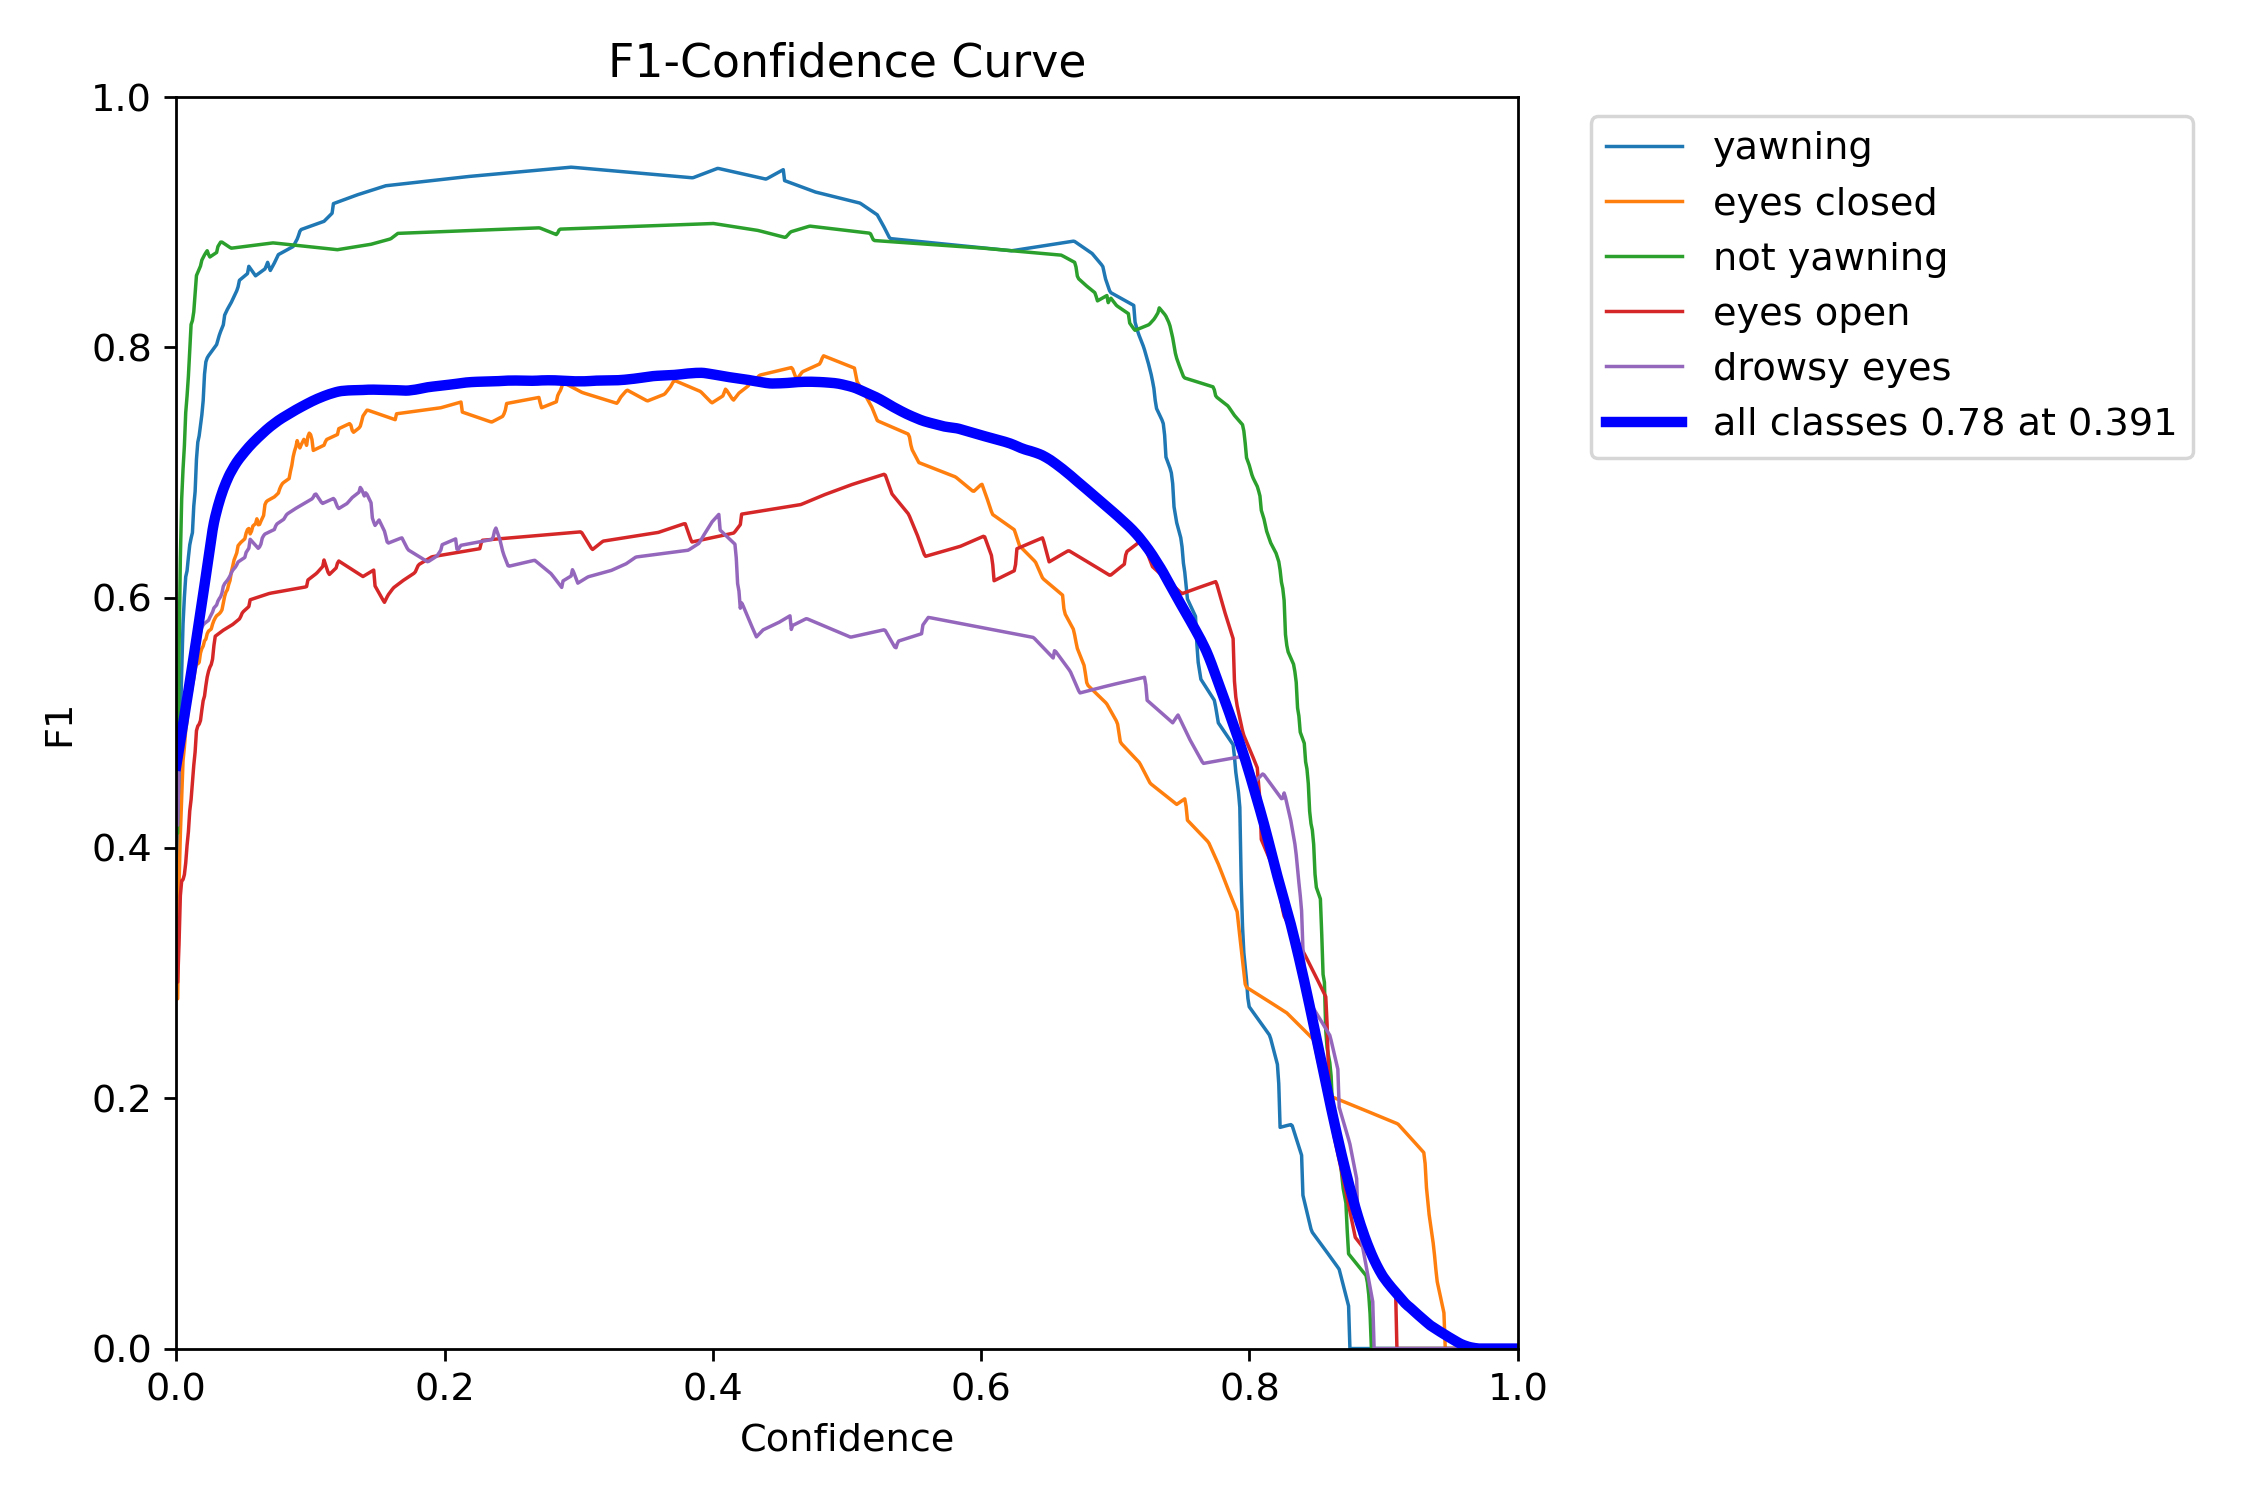 F1-Confidence Curve
1.0
0.8
0.6
0.4
0.2
0.0
F1
0.0 0.2 0.4 0.6 0.8 1.0
Confidence
yawning
eyes closed
not yawning
eyes open
drowsy eyes
all classes 0.78 at 0.391